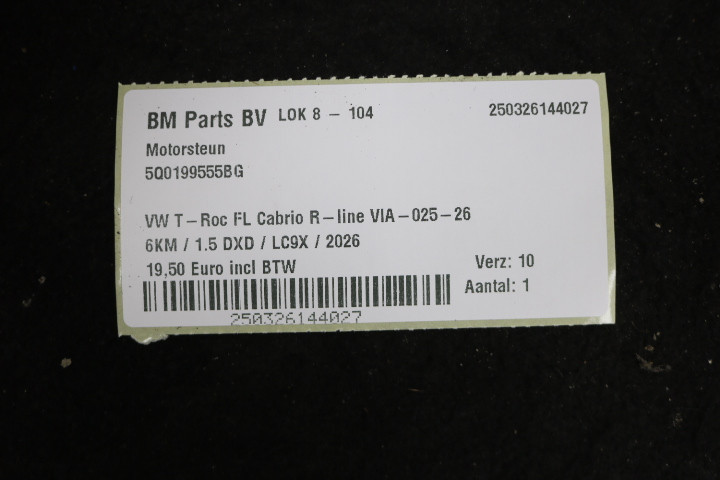 BM Parts BV LOK 8 - 104 250326144027
Motorsteun
5Q0199555BG
VW T-Roc FL Cabrio R-line VIA-025-26
6KM / 1.5 DXD / LC9X / 2026
19,50 Euro incl BTW Verz: 10
Aantal: 1
250326144027